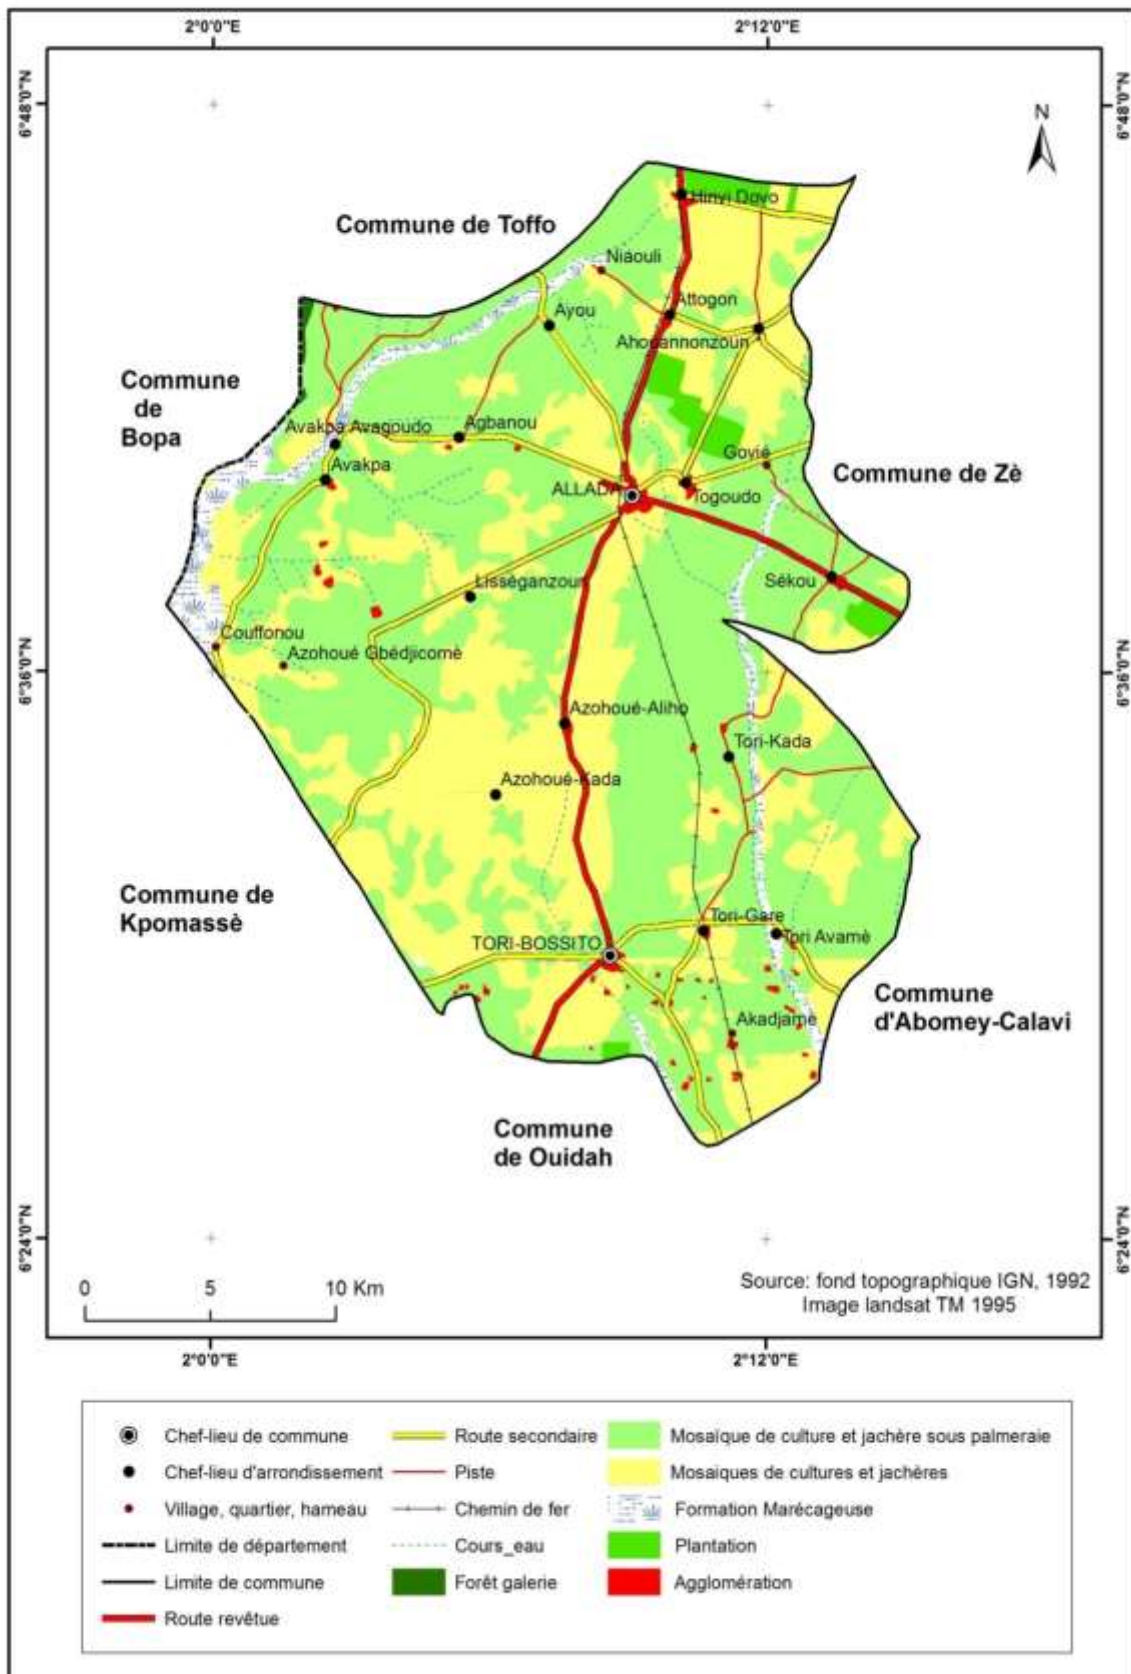 2°0'0"E
2°12'0"E
6°48'0"N
6°48'0"N
N
Hinyi Dovo
Commune de Toffo
Niaouli
Attogon
Ayou
Ahouannonzoun
Commune
de
Bopa
Avakpa Avagoudo
Agbanou
Govié
Avakpa
Commune de Zè
ALLADA
Togoudo
Sékou
Lisséganzoun
Couffonou
Azohoué Gbédjicomè
6°36'0"N
6°36'0"N
Azohoué-Aliho
Tori-Kada
Azohoué-Kada
Commune de
Kpomassè
Tori-Gare
TORI-BOSSITO
Tori Avamè
Commune
d'Abomey-Calavi
Akadjamè
Commune
de Ouidah
6°24'0"N
6°24'0"N
0 5 10 Km
Source: fond topographique IGN, 1992
Image landsat TM 1995
2°0'0"E
2°12'0"E
Chef-lieu de commune
Chef-lieu d'arrondissement
Village, quartier, hameau
Limite de département
Limite de commune
Route revêtue
Route secondaire
Piste
Chemin de fer
Cours_eau
Forêt galerie
Mosaïque de culture et jachère sous palmeraie
Mosaïques de cultures et jachères
Formation Marécageuse
Plantation
Agglomération